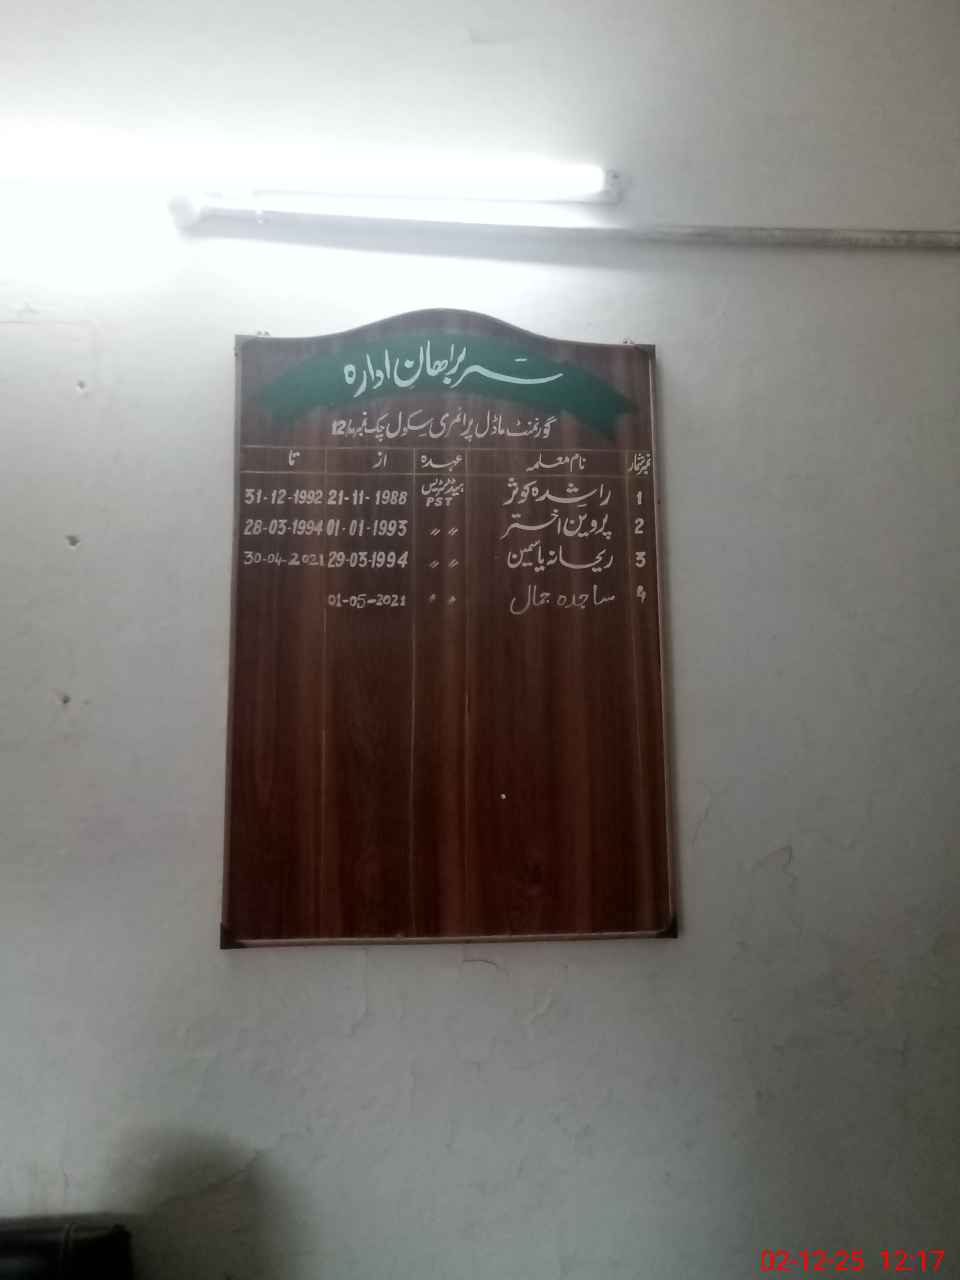 سربراہانِ ادارہ
گورنمنٹ ماڈل پرائمری سکول چک نمبر 12
نمبر شمار نام معلمہ عہدہ از تا
1 راشدہ کوثر ہیڈمسٹریس PST 21-11-1988 31-12-1992
2 پروین اختر 〃 〃 01-01-1993 28-03-1994
3 ریحانہ یاسمین 〃 〃 29-03-1994 30-04-2021
4 ساجدہ جمال 〃 〃 01-05-2021
02-12-25 12:17